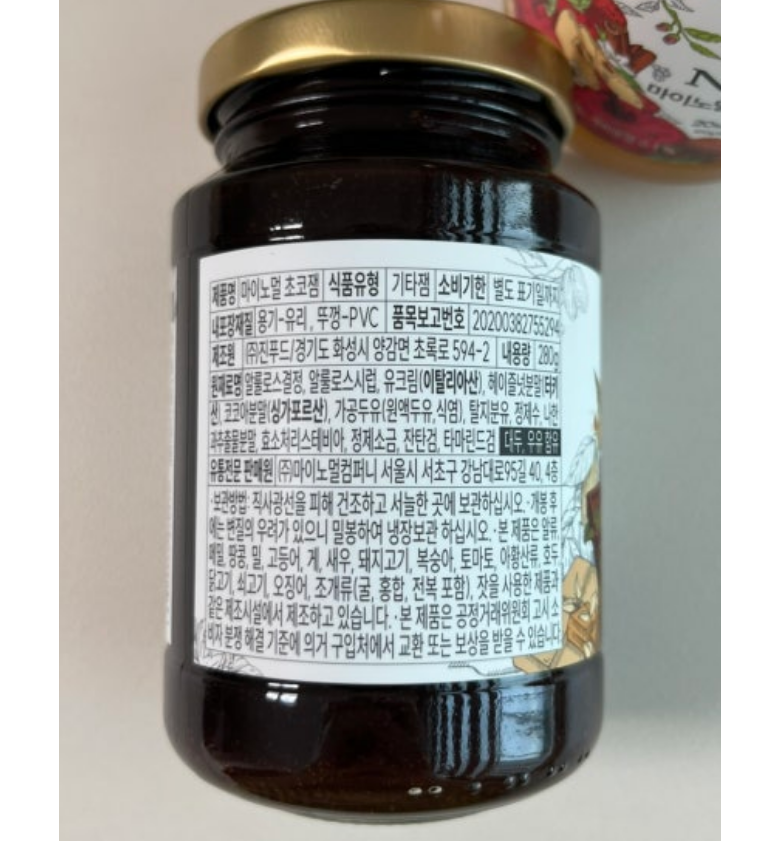 마이노
제품명 마이노멀 초코잼 식품유형 기타잼 소비기한 별도 표기일까지
내포장재질 용기-유리, 뚜껑-PVC 품목보고번호 20200382755294
제조원 (주)진푸드/경기도 화성시 양감면 초록로 594-2 내용량 280g
원재료명 알룰로스결정, 알룰로스시럽, 유크림(이탈리아산), 헤이즐넛분말(터키
산), 코코아분말(싱가포르산), 가공두유(원액두유, 식염), 탈지분유, 정제수, 나한
과추출물분말, 효소처리스테비아, 정제소금, 잔탄검, 타마린드검 대두, 우유 함유
유통전문 판매원 (주)마이노멀컴퍼니 서울시 서초구 강남대로95길 40, 4층
·보관방법: 직사광선을 피해 건조하고 서늘한 곳에 보관하십시오.·개봉 후
에는 변질의 우려가 있으니 밀봉하여 냉장보관 하십시오.·본 제품은 알류,
메밀, 땅콩, 밀, 고등어, 게, 새우, 돼지고기, 복숭아, 토마토, 아황산류, 호두,
닭고기, 쇠고기, 오징어, 조개류(굴, 홍합, 전복 포함), 잣을 사용한 제품과
같은 제조시설에서 제조하고 있습니다.·본 제품은 공정거래위원회 고시 소
비자 분쟁 해결 기준에 의거 구입처에서 교환 또는 보상을 받을 수 있습니다.